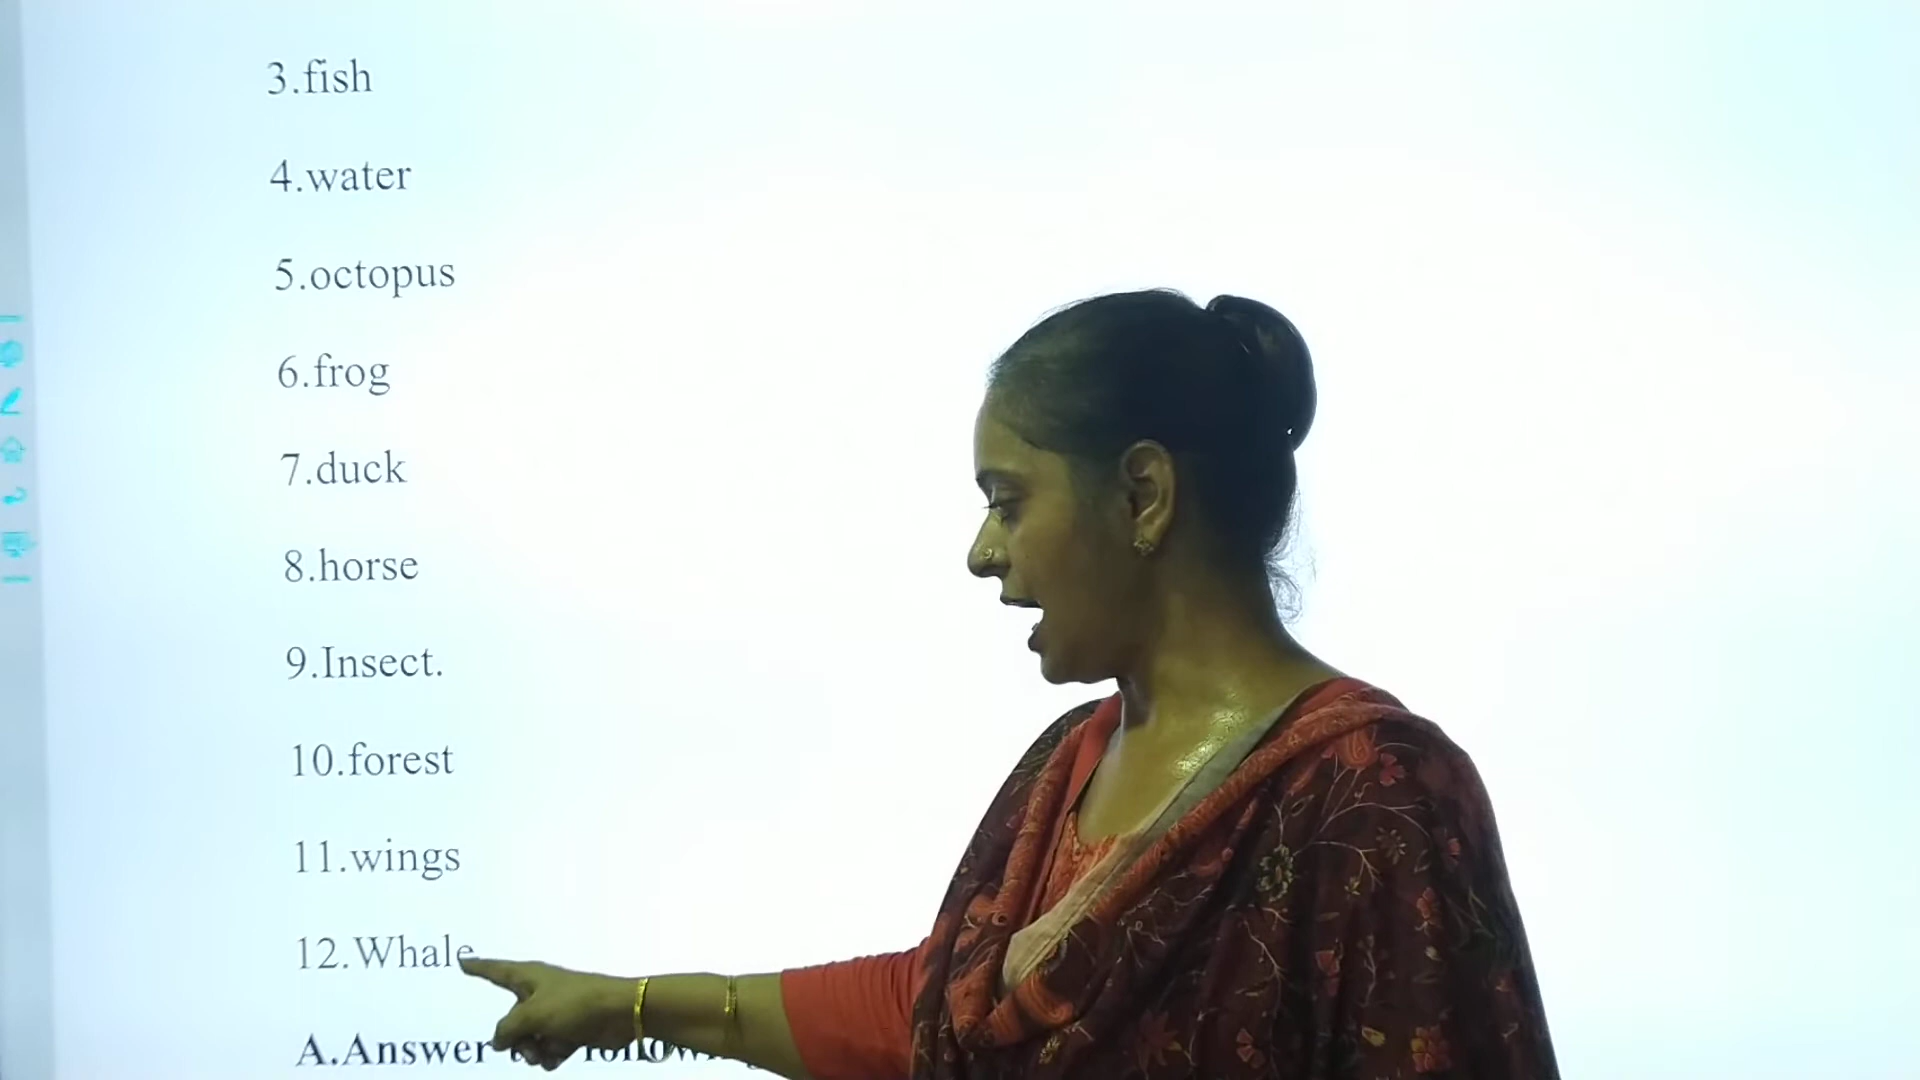 3.fish
4.water
5.octopus
6.frog
7.duck
8.horse
9.Insect.
10.forest
11.wings
12.Whale
A.Answer